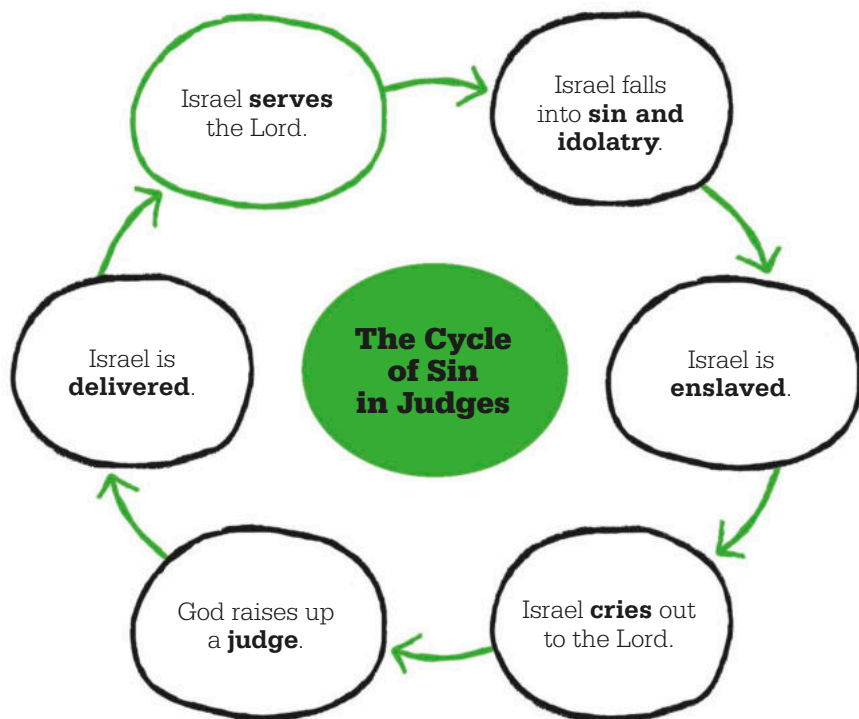 The Cycle
of Sin
in Judges
Israel serves
the Lord.
Israel falls
into sin and
idolatry.
Israel is
enslaved.
Israel cries out
to the Lord.
God raises up
a judge.
Israel is
delivered.